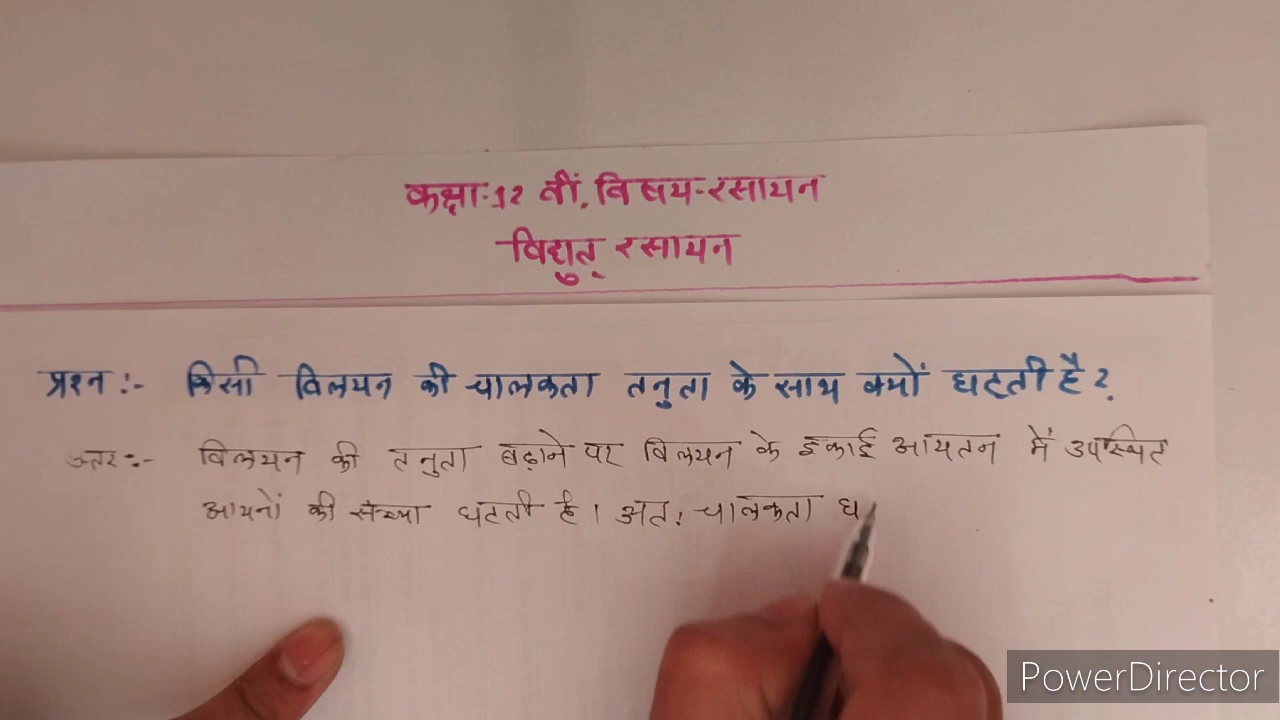 कक्षा-12 वीं, विषय-रसायन
विद्युत् रसायन
प्रश्न :- किसी विलयन की चालकता तनुता के साथ क्यों घटती है ?
उत्तर :- विलयन की तनुता बढ़ाने पर विलयन के इकाई आयतन में उपस्थित
आयनों की संख्या घटती है । अतः चालकता घ
PowerDirector